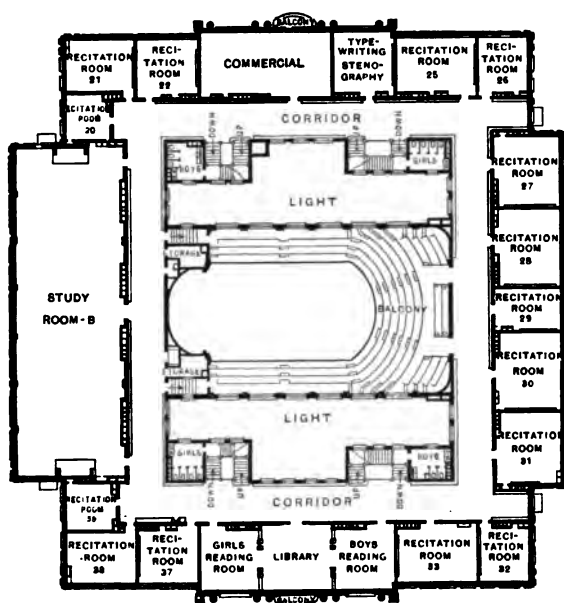 BALCONY
RECITATION
ROOM
21
RECI-
TATION
ROOM
22
COMMERCIAL
TYPE-
WRITING
STENO-
GRAPHY
RECITATION
ROOM
25
RECI-
TATION
ROOM
26
ECITATION
ROOM
20
CORRIDOR
DOWN
UP
UP
DOWN
BOYS
GIRLS
RECITATION
ROOM
27
LIGHT
RECITATION
ROOM
28
STORAGE
STUDY
ROOM-B
BALCONY
RECITATION
ROOM
29
RECITATION
ROOM
30
STORAGE
LIGHT
RECITATION
ROOM
31
GIRLS
BOYS
DOWN
UP
UP
DOWN
RECITATION
ROOM
39
CORRIDOR
RECITATION
-ROOM
38
RECI-
TATION
ROOM
37
GIRLS
READING
ROOM
LIBRARY
BOYS
READING
ROOM
RECITATION
ROOM
33
RECI-
TATION
ROOM
32
BALCONY